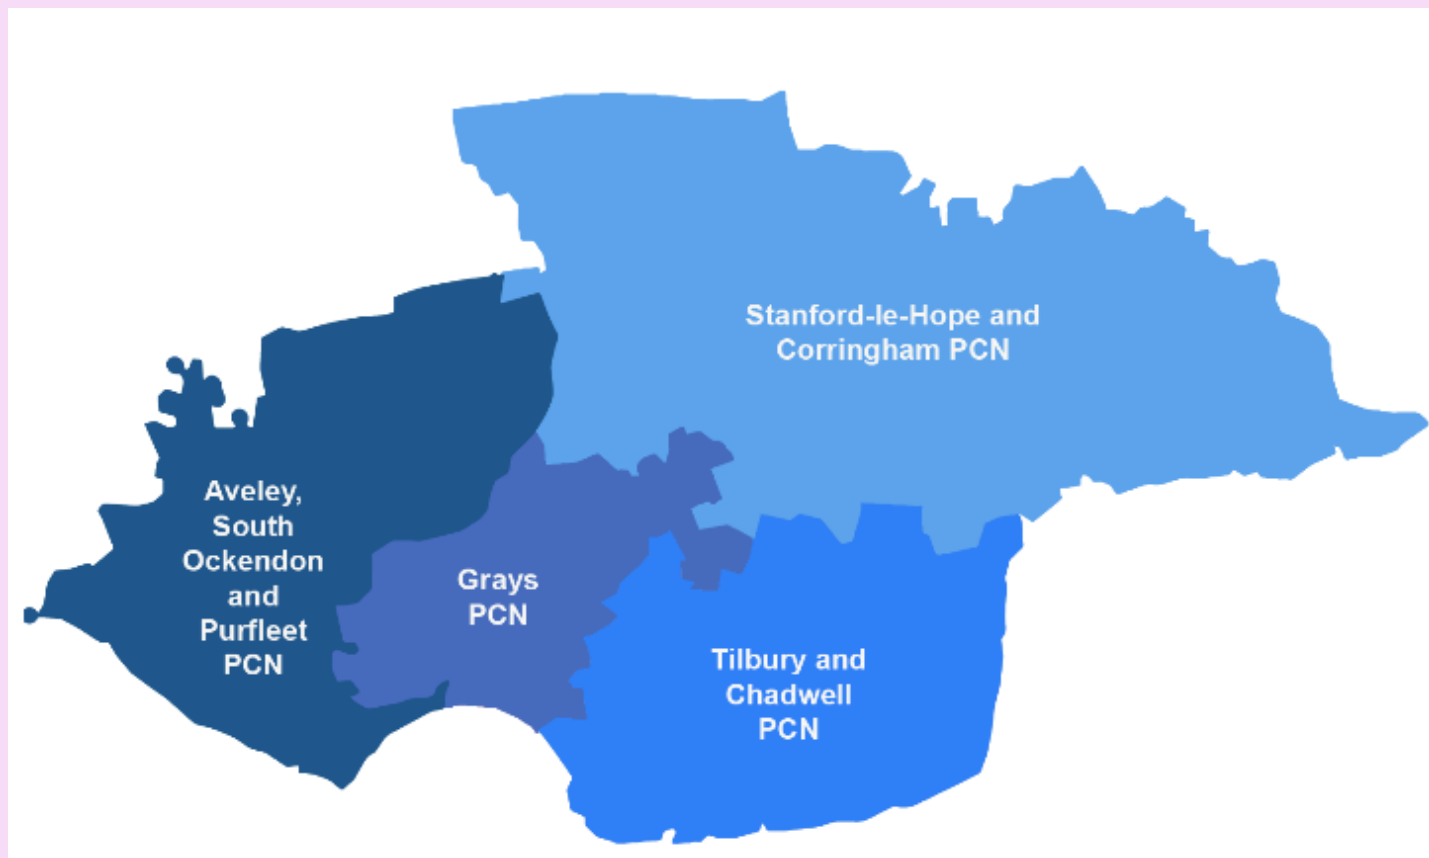 Stanford-le-Hope and
Corringham PCN
Aveley,
South
Ockendon
and
Purfleet
PCN
Grays
PCN
Tilbury and
Chadwell
PCN